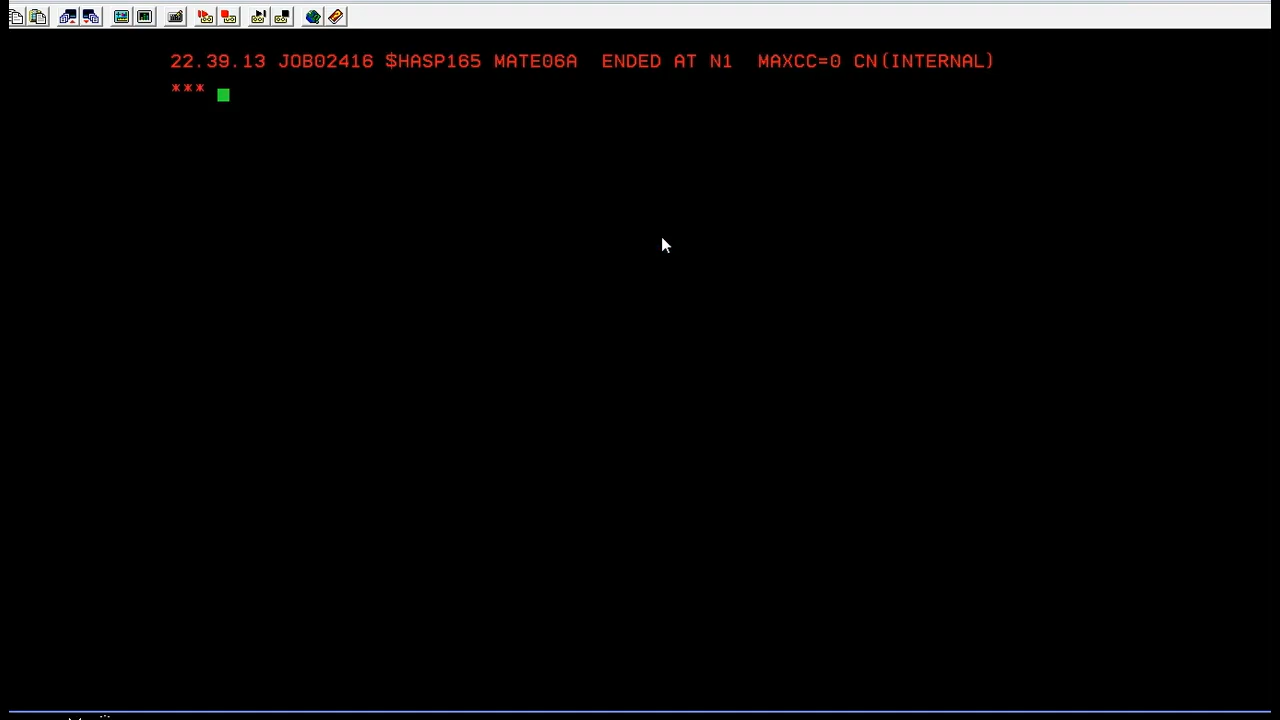 22.39.13 JOB02416 $HASP165 MATE06A  ENDED AT N1  MAXCC=0 CN(INTERNAL)
***